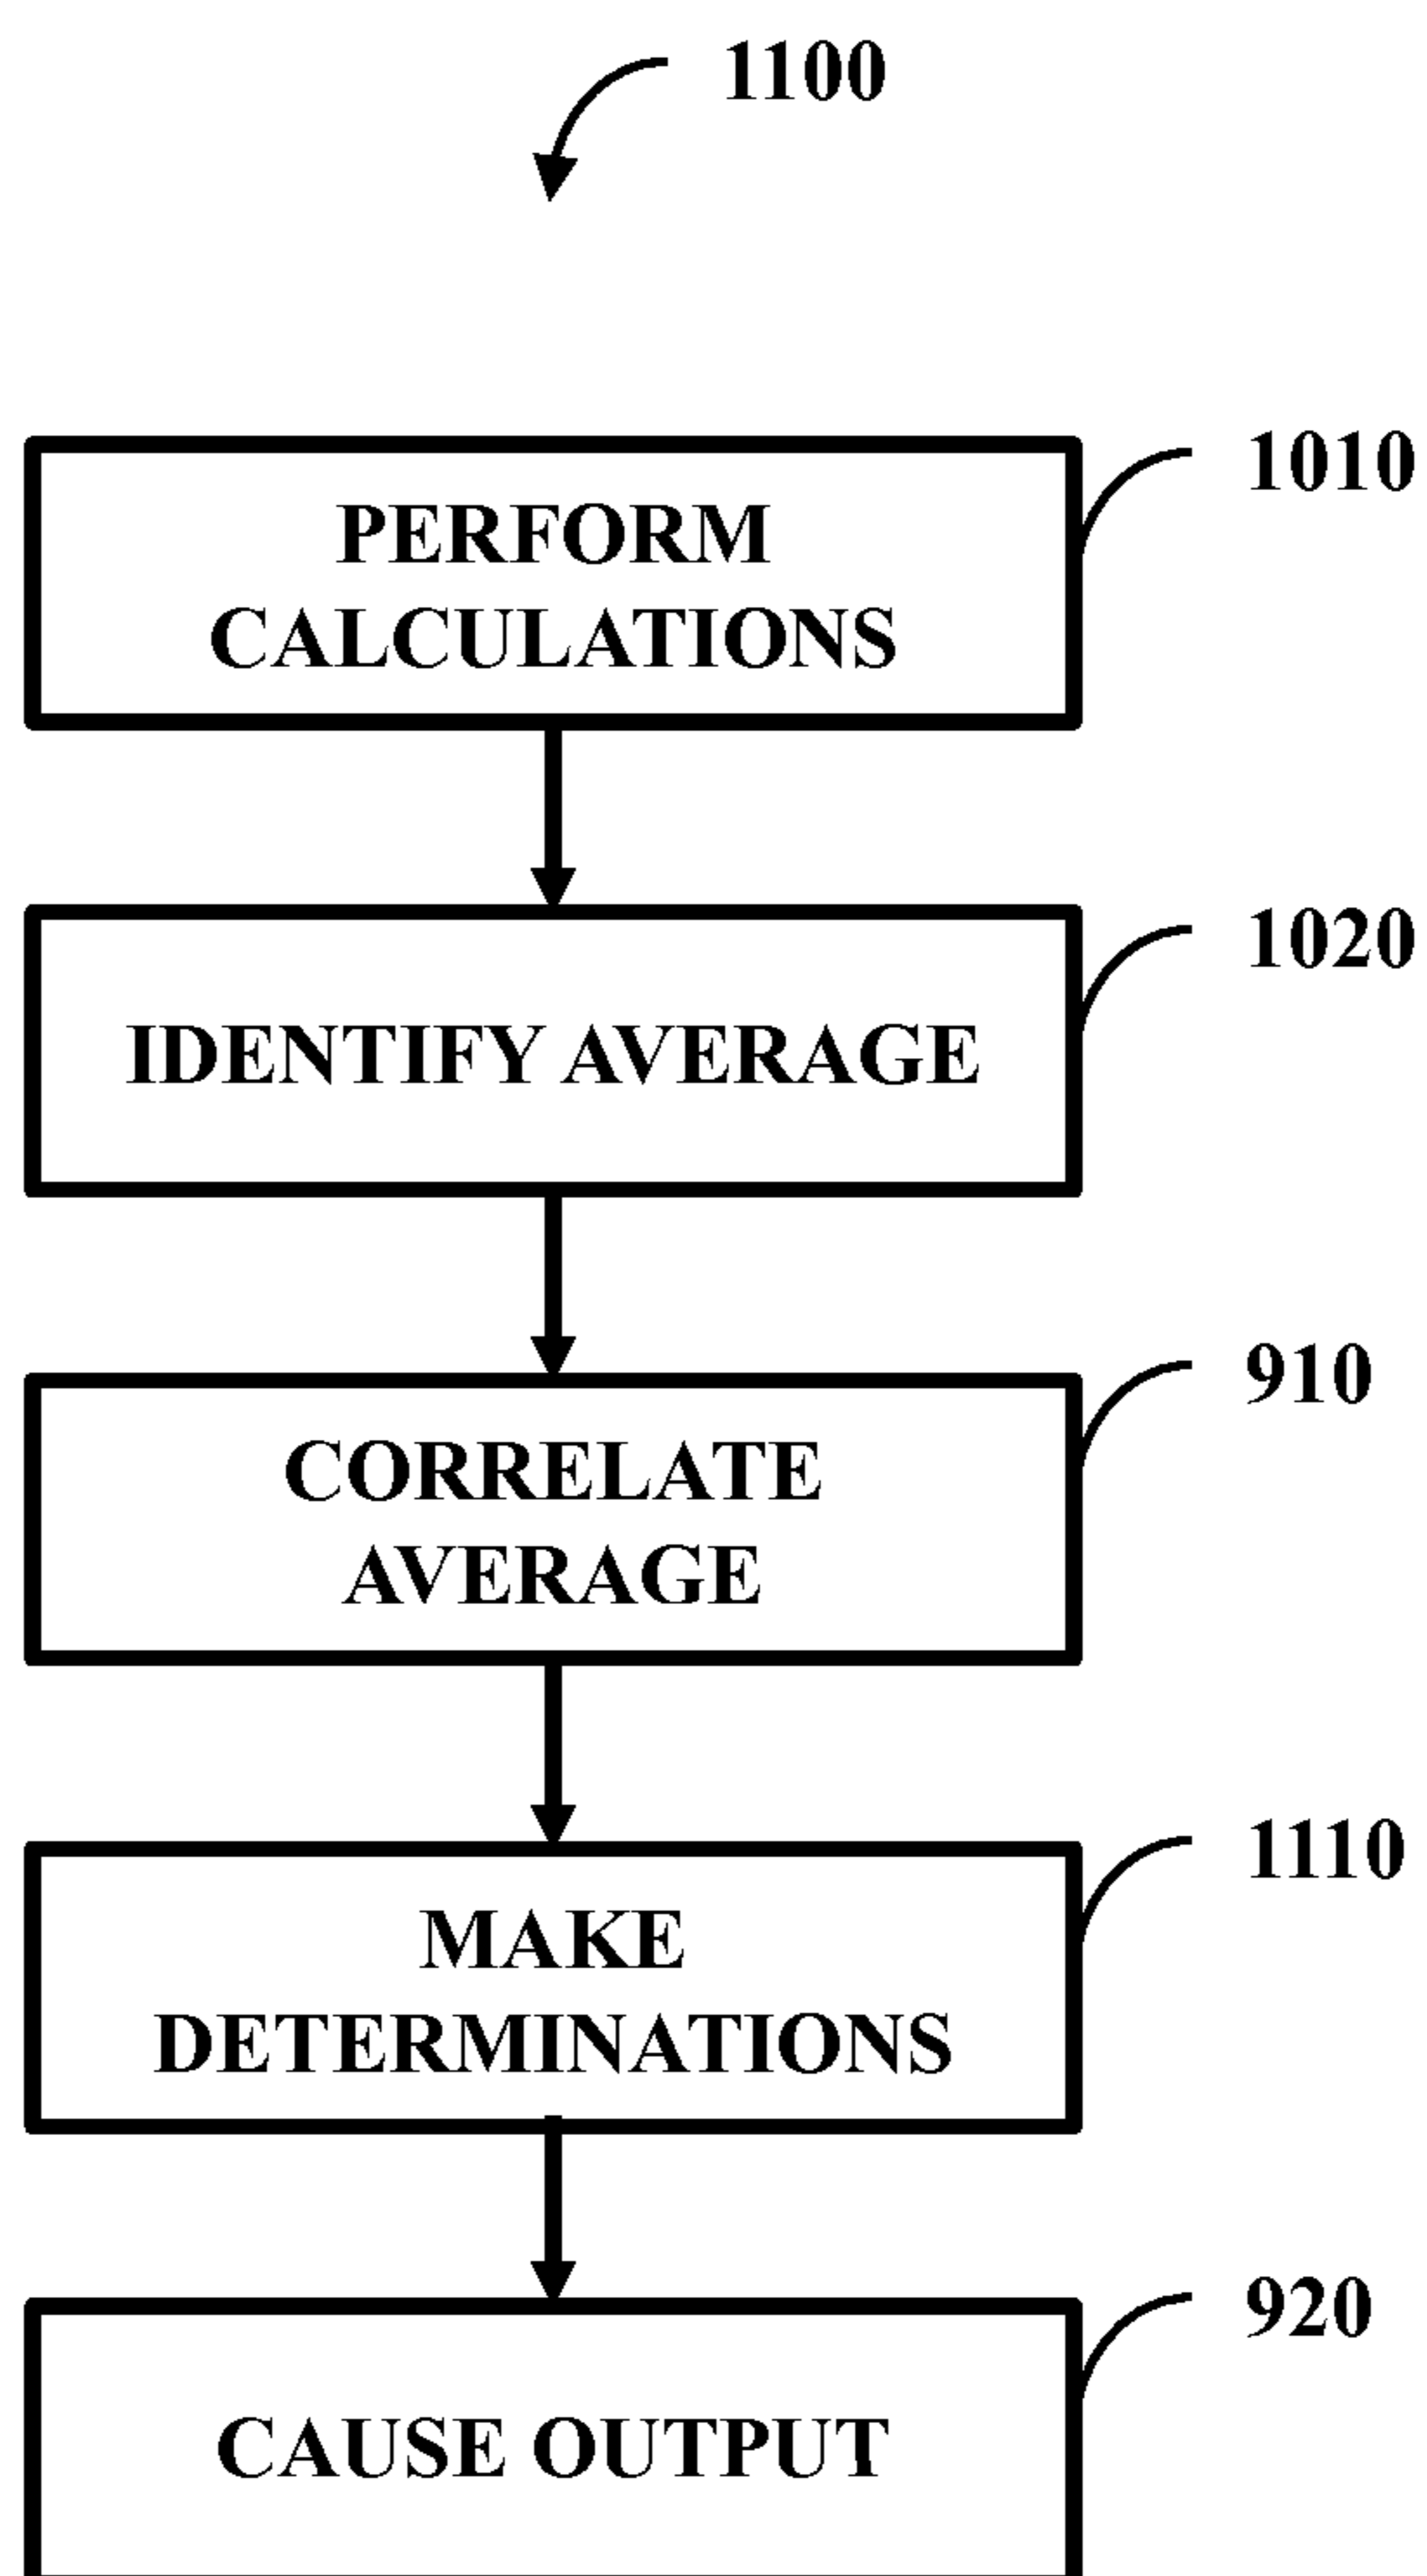 1100
1010
PERFORM
CALCULATIONS
1020
IDENTIFY AVERAGE
910
CORRELATE
AVERAGE
1110
MAKE
DETERMINATIONS
920
CAUSE OUTPUT